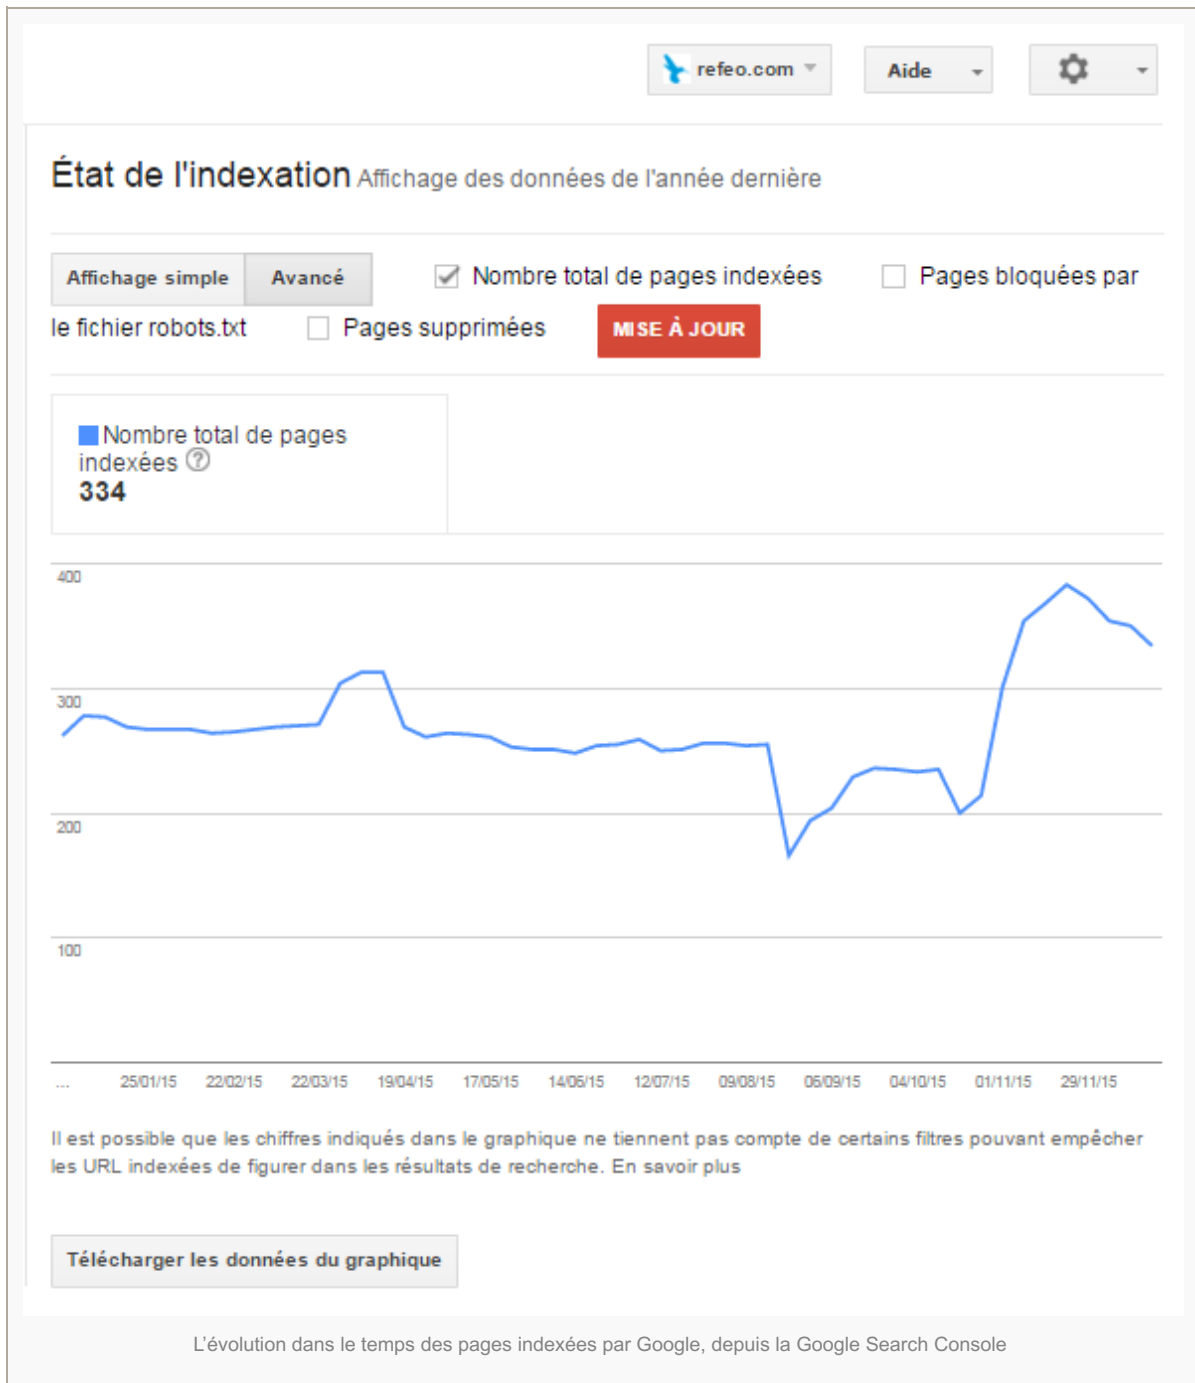 refeo.com
Aide
État de l'indexation Affichage des données de l'année dernière
Affichage simple Avancé Nombre total de pages indexées Pages bloquées par
le fichier robots.txt Pages supprimées MISE À JOUR
Nombre total de pages
indexées ?
334
400
300
200
100
... 25/01/15 22/02/15 22/03/15 19/04/15 17/05/15 14/06/15 12/07/15 09/08/15 06/09/15 04/10/15 01/11/15 29/11/15
Il est possible que les chiffres indiqués dans le graphique ne tiennent pas compte de certains filtres pouvant empêcher
les URL indexées de figurer dans les résultats de recherche. En savoir plus
Télécharger les données du graphique
L’évolution dans le temps des pages indexées par Google, depuis la Google Search Console